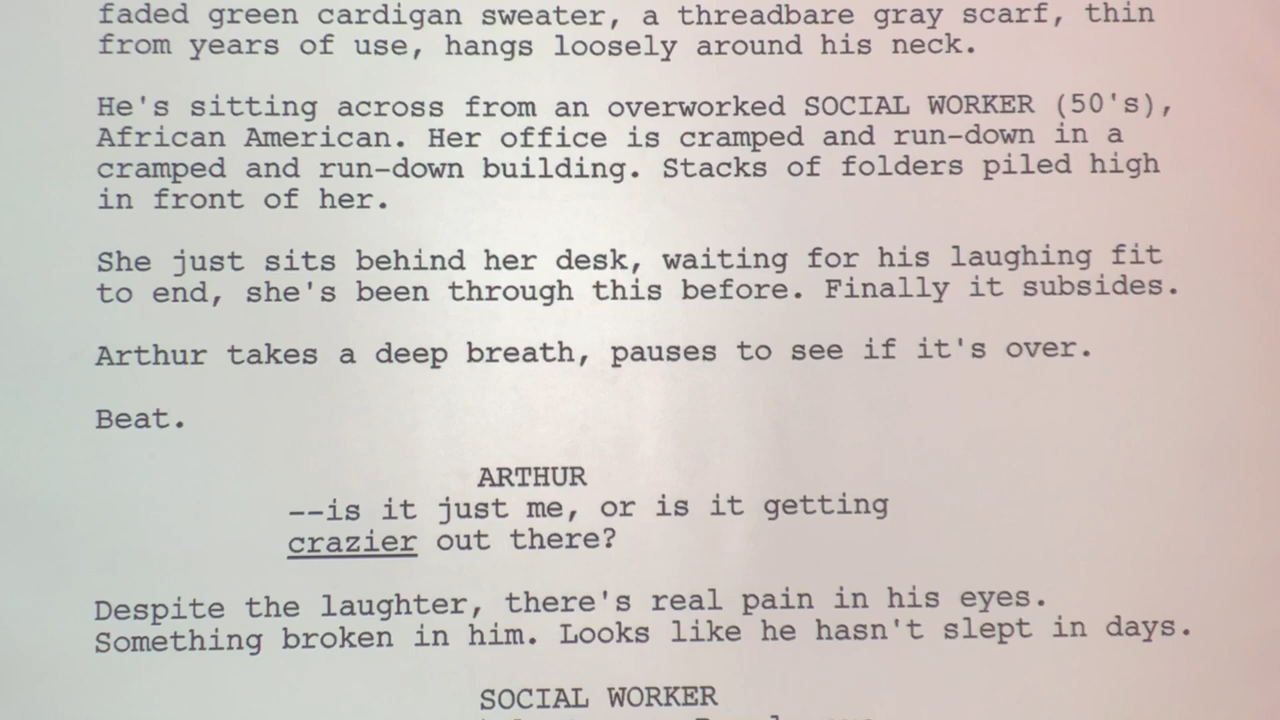 faded green cardigan sweater, a threadbare gray scarf, thin
from years of use, hangs loosely around his neck.
He's sitting across from an overworked SOCIAL WORKER (50's),
African American. Her office is cramped and run-down in a
cramped and run-down building. Stacks of folders piled high
in front of her.
She just sits behind her desk, waiting for his laughing fit
to end, she's been through this before. Finally it subsides.
Arthur takes a deep breath, pauses to see if it's over.
Beat.
ARTHUR
--is it just me, or is it getting
crazier out there?
Despite the laughter, there's real pain in his eyes.
Something broken in him. Looks like he hasn't slept in days.
SOCIAL WORKER